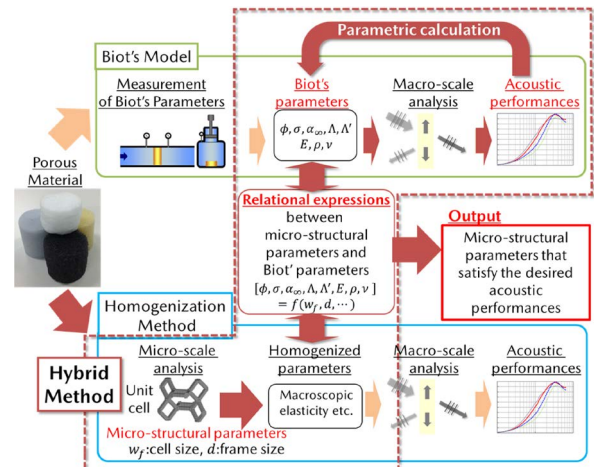 Parametric calculation
Biot's Model
Measurement
of Biot's Parameters
Biot's
parameters
Macro-scale
analysis
Acoustic
performances
ϕ, σ, α∞, Λ, Λ′
E, ρ, ν
Porous
Material
Relational expressions
between
micro-structural
parameters and
Biot' parameters
[ϕ, σ, α∞, Λ, Λ′, E, ρ, ν ]
= f(wf, d, ⋯)
Output
Micro-structural
parameters that
satisfy the desired
acoustic
performances
Homogenization
Method
Hybrid
Method
Micro-scale
analysis
Unit
cell
Homogenized
parameters
Macroscopic
elasticity etc.
Macro-scale
analysis
Acoustic
performances
Micro-structural parameters
wf:cell size, d:frame size